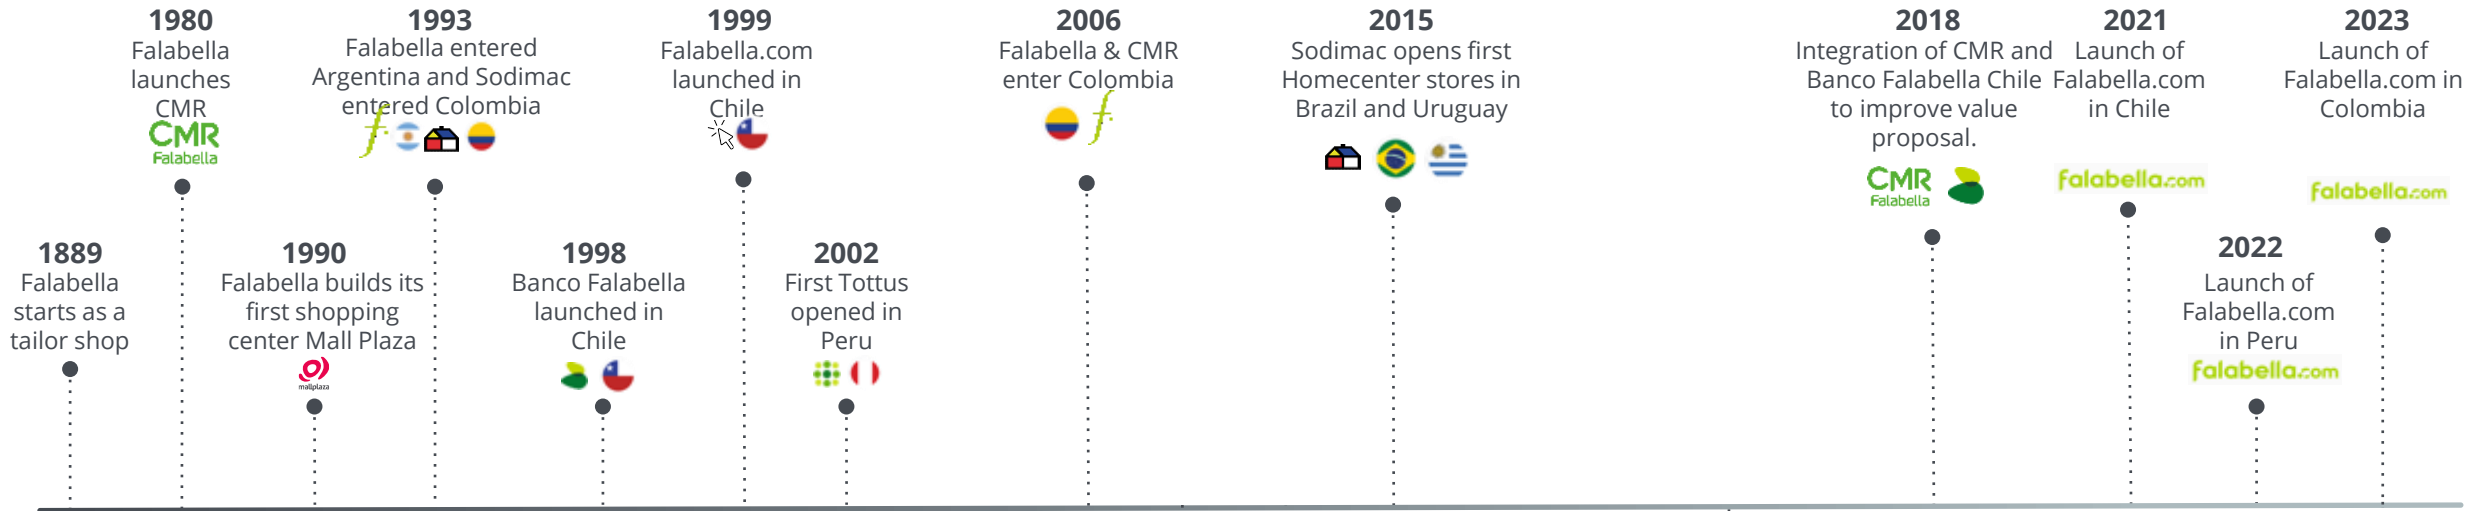 1980
Falabella
launches
CMR
CMR
Falabella
1993
Falabella entered
Argentina and Sodimac
entered Colombia
1999
Falabella.com
launched in
Chile
2006
Falabella & CMR
enter Colombia
2015
Sodimac opens first
Homecenter stores in
Brazil and Uruguay
2018
Integration of CMR and
Banco Falabella Chile
to improve value
proposal.
CMR
Falabella
2021
Launch of
Falabella.com
in Chile
falabella.com
2023
Launch of
Falabella.com in
Colombia
falabella.com
1889
Falabella
starts as a
tailor shop
1990
Falabella builds its
first shopping
center Mall Plaza
mallplaza
1998
Banco Falabella
launched in
Chile
2002
First Tottus
opened in
Peru
2022
Launch of
Falabella.com
in Peru
falabella.com